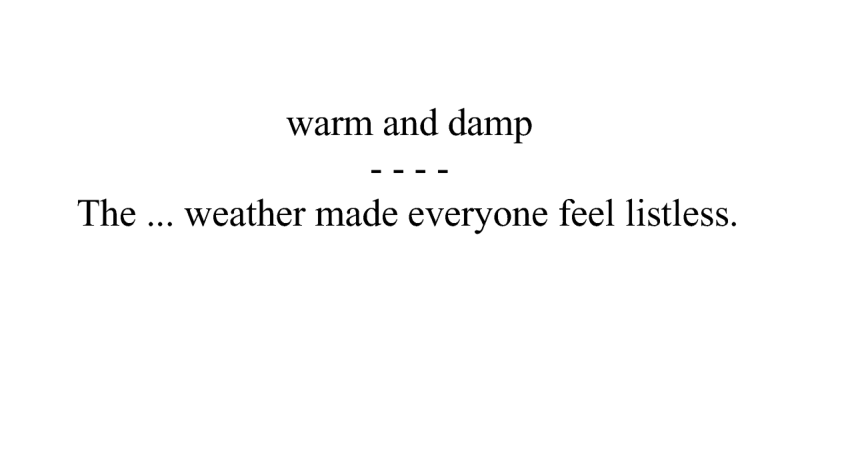 warm and damp
- - - -
The ... weather made everyone feel listless.